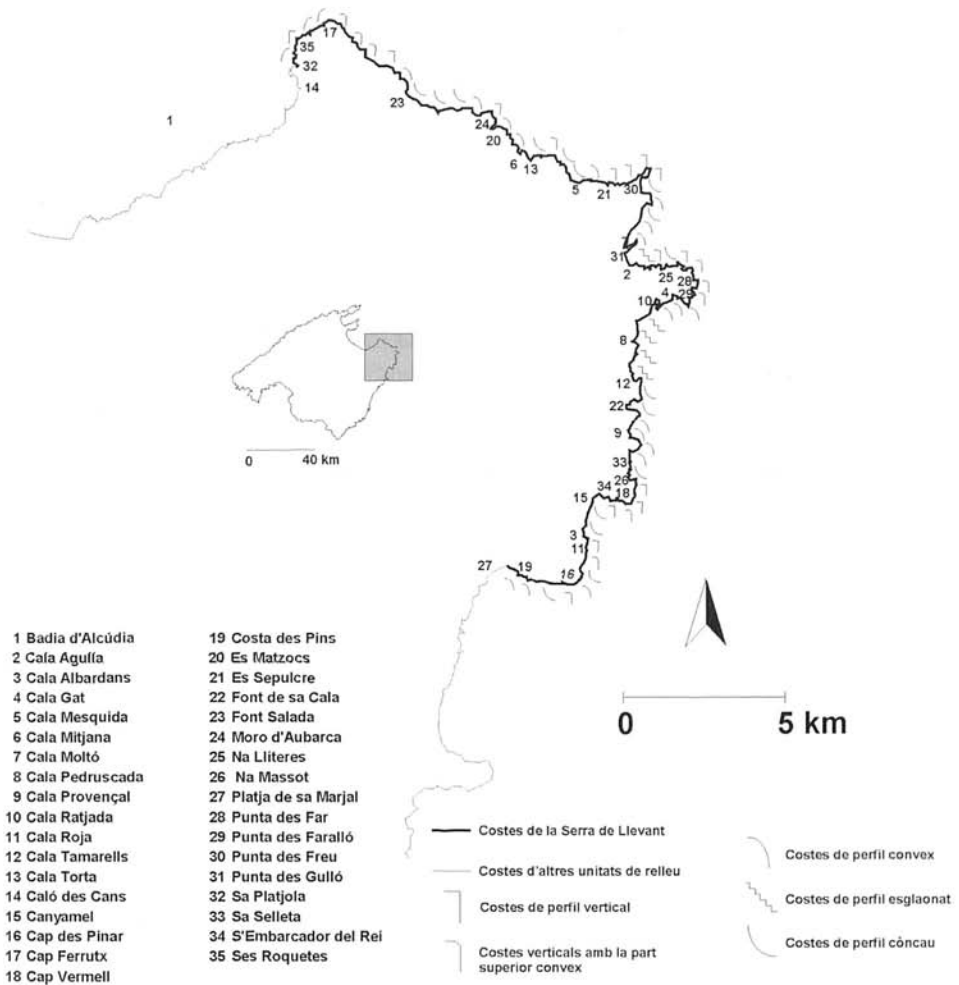 17
35
32
14
1
23
24
20
6
13
5
21
30
7
31
2
25
28
4
29
10
8
12
22
9
33
26
34
18
15
3
11
27
19
16
0 40 km
0 5 km
1 Badia d'Alcúdia
2 Cala Agulla
3 Cala Albardans
4 Cala Gat
5 Cala Mesquida
6 Cala Mitjana
7 Cala Moltó
8 Cala Pedruscada
9 Cala Provençal
10 Cala Ratjada
11 Cala Roja
12 Cala Tamarells
13 Cala Torta
14 Caló des Cans
15 Canyamel
16 Cap des Pinar
17 Cap Ferrutx
18 Cap Vermell
19 Costa des Pins
20 Es Matzocs
21 Es Sepulcre
22 Font de sa Cala
23 Font Salada
24 Moro d'Aubarca
25 Na Lliteres
26 Na Massot
27 Platja de sa Marjal
28 Punta des Far
29 Punta des Faralló
30 Punta des Freu
31 Punta des Gulló
32 Sa Platjola
33 Sa Selleta
34 S'Embarcador del Rei
35 Ses Roquetes
Costes de la Serra de Llevant
Costes d'altres unitats de relleu
Costes de perfil vertical
Costes verticals amb la part
superior convex
Costes de perfil convex
Costes de perfil esglaonat
Costes de perfil còncau